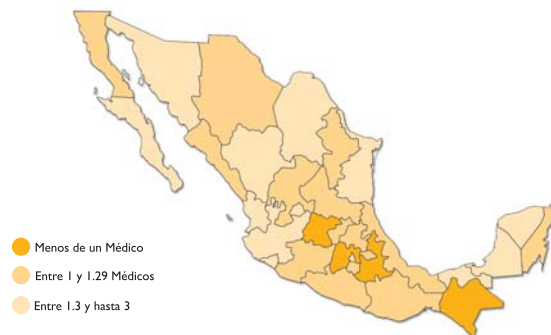 Menos de un Médico
Entre 1 y 1.29 Médicos
Entre 1.3 y hasta 3